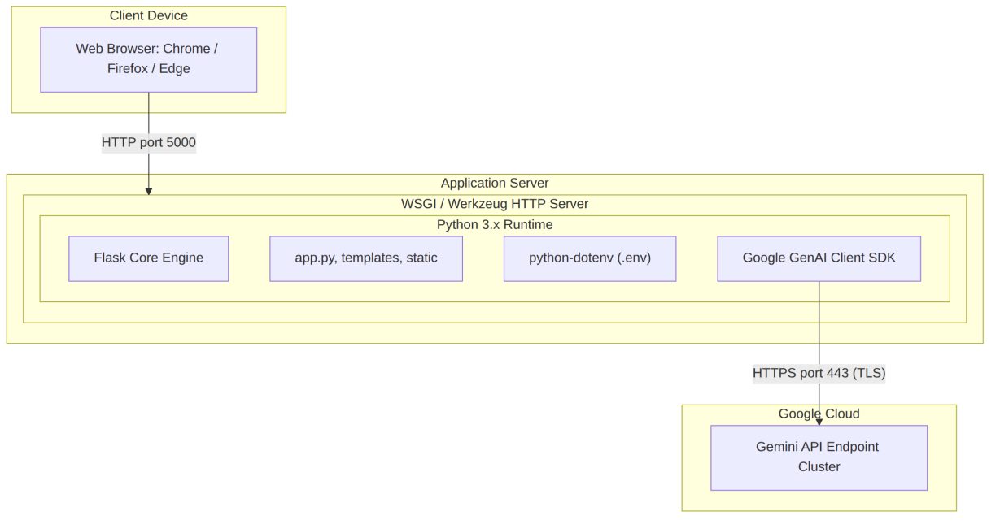 Client Device
Web Browser: Chrome /
Firefox / Edge
HTTP port 5000
Application Server
WSGI / Werkzeug HTTP Server
Python 3.x Runtime
Flask Core Engine
app.py, templates, static
python-dotenv (.env)
Google GenAI Client SDK
HTTPS port 443 (TLS)
Google Cloud
Gemini API Endpoint
Cluster